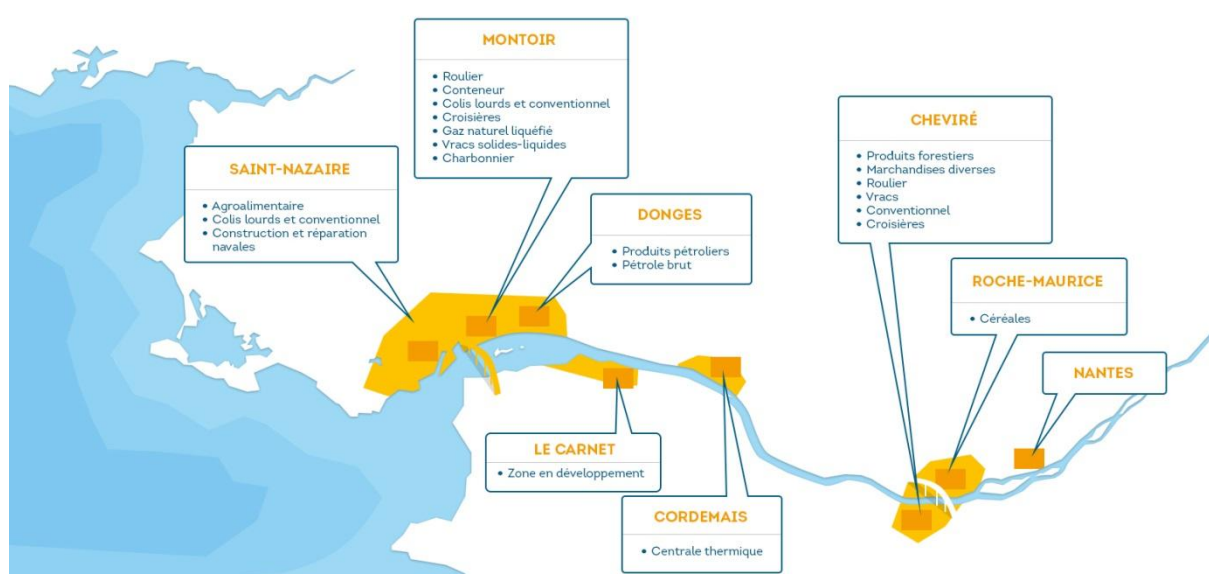 MONTOIR
• Roulier
• Conteneur
• Colis lourds et conventionnel
• Croisières
• Gaz naturel liquéfié
• Vracs solides-liquides
• Charbonnier
SAINT-NAZAIRE
• Agroalimentaire
• Colis lourds et conventionnel
• Construction et réparation
navales
DONGES
• Produits pétroliers
• Pétrole brut
CHEVIRÉ
• Produits forestiers
• Marchandises diverses
• Roulier
• Vracs
• Conventionnel
• Croisières
ROCHE-MAURICE
• Céréales
NANTES
LE CARNET
• Zone en développement
CORDEMAIS
• Centrale thermique